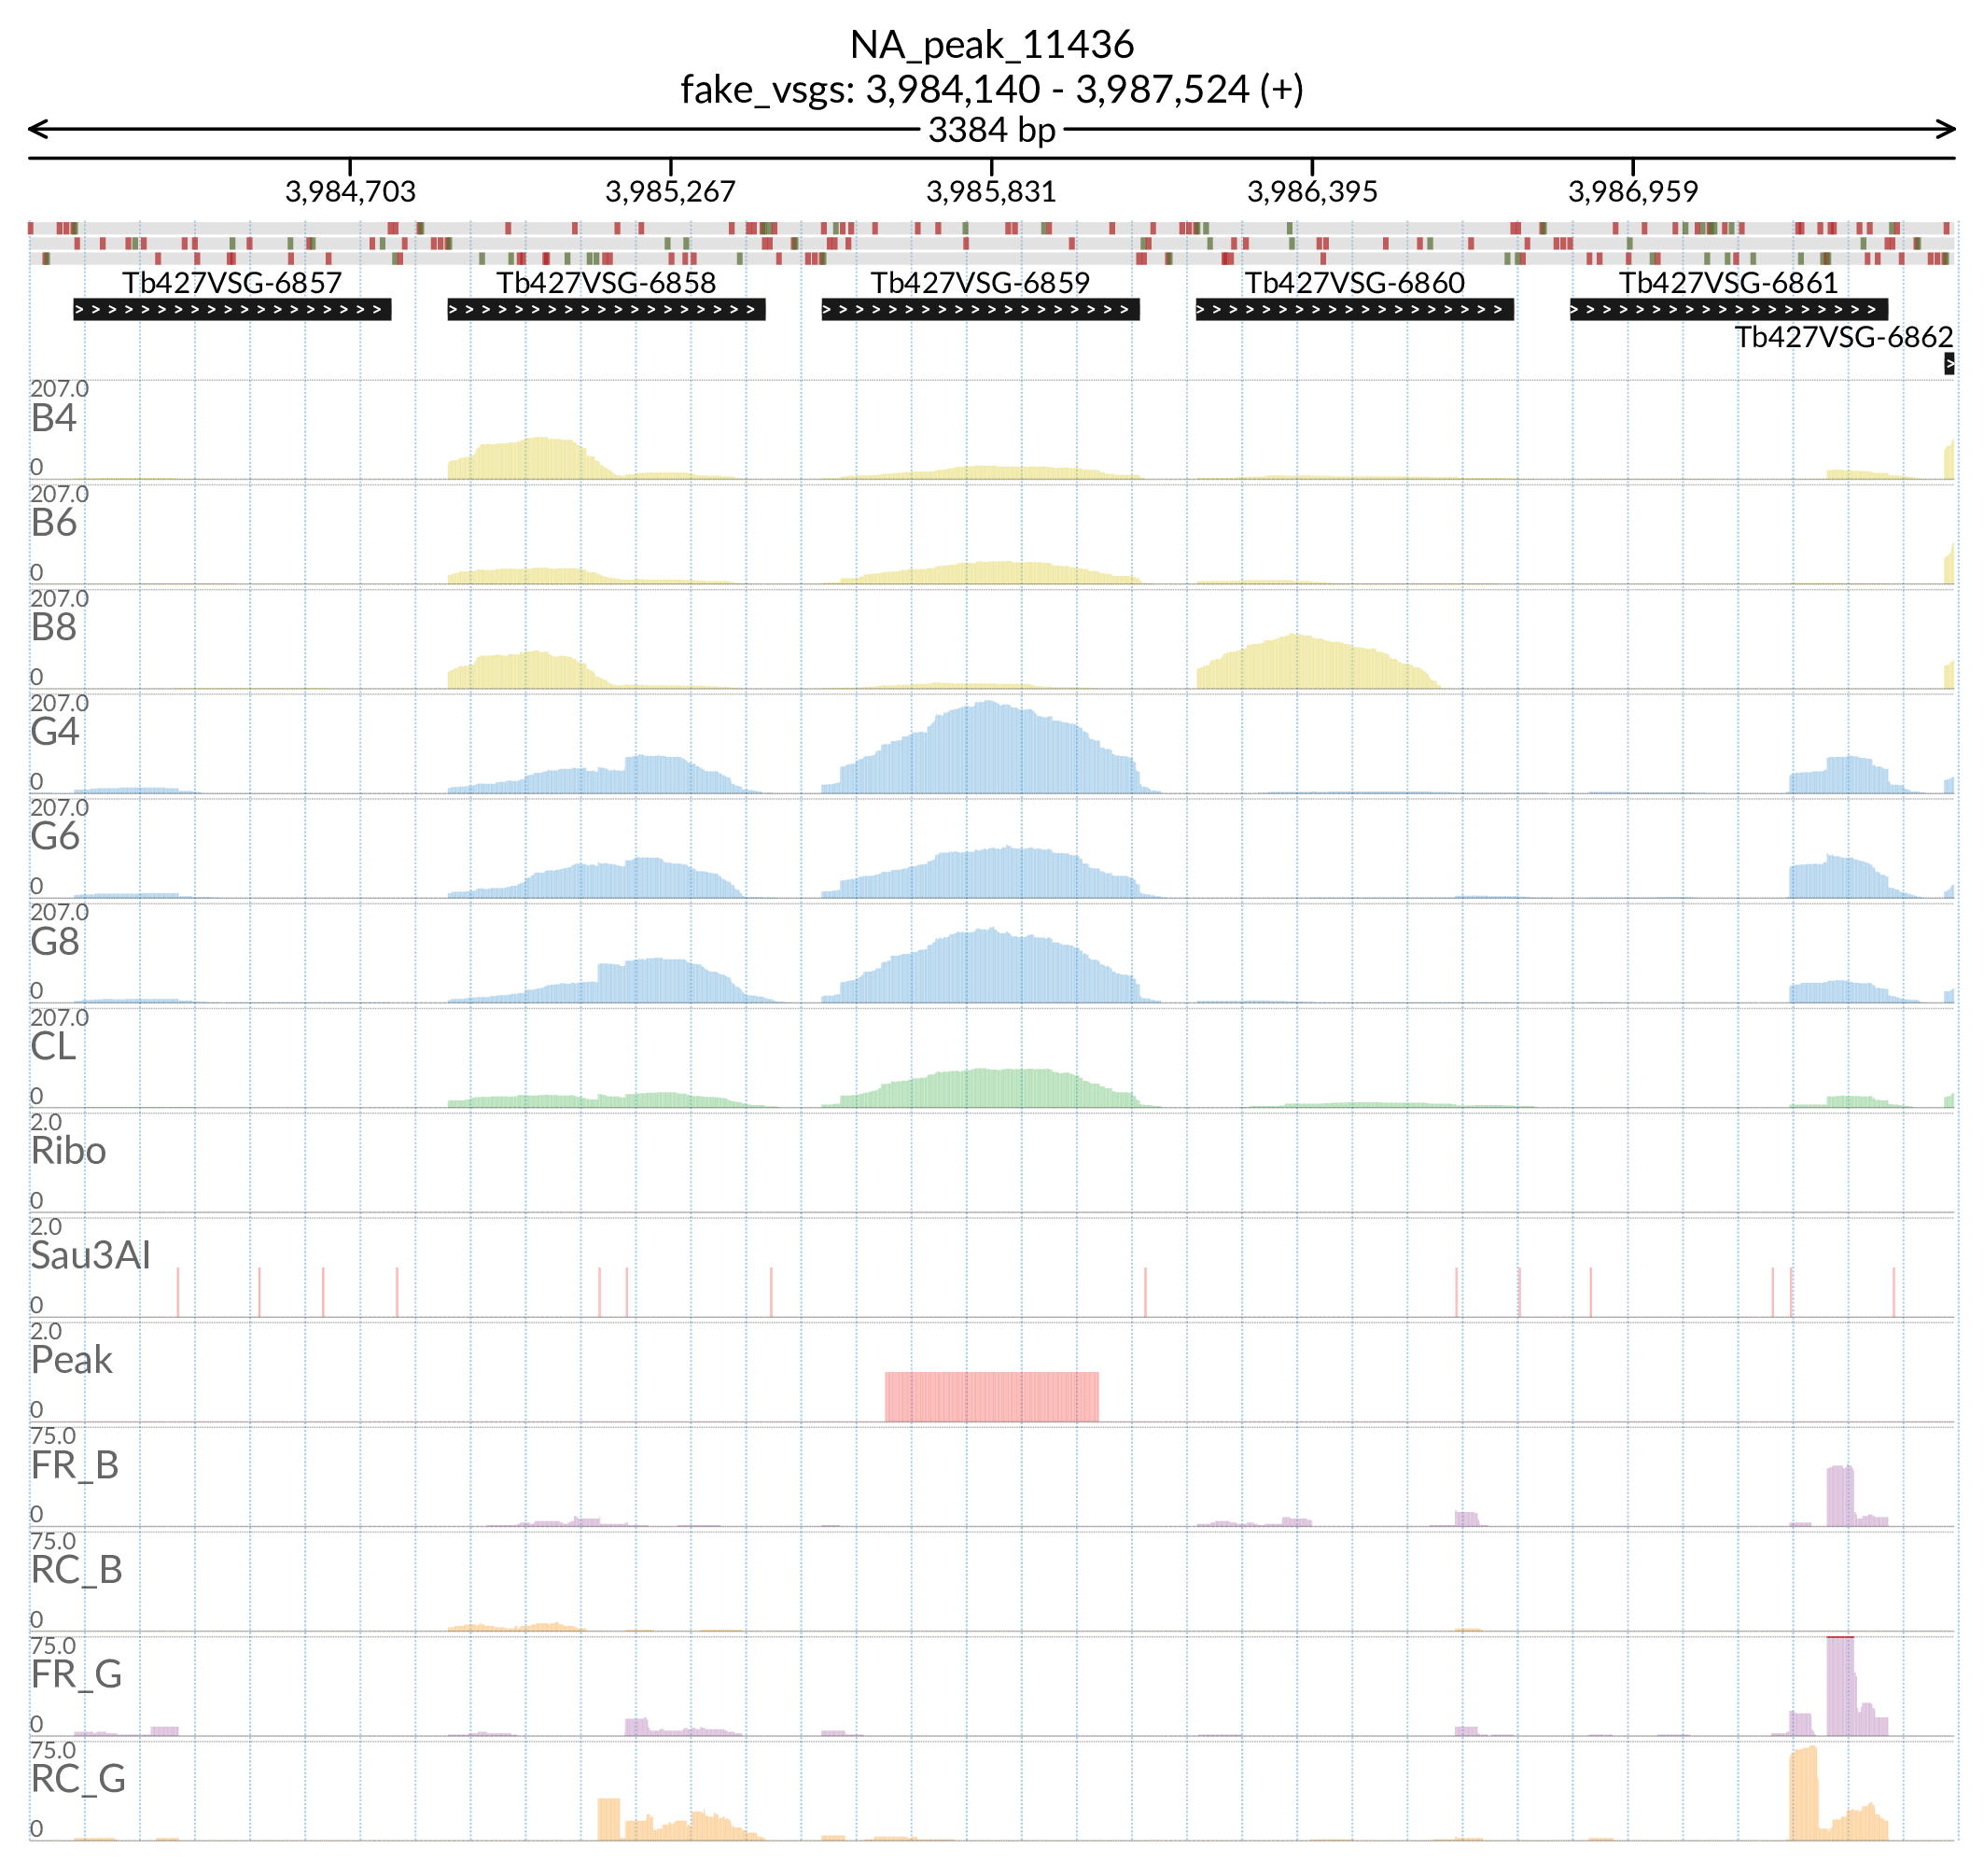 NA_peak_11436
fake_vsgs: 3,984,140 - 3,987,524 (+)
3384 bp
3,984,703 3,985,267 3,985,831 3,986,395 3,986,959
Tb427VSG-6857 Tb427VSG-6858 Tb427VSG-6859 Tb427VSG-6860 Tb427VSG-6861
Tb427VSG-6862
207.0
B4
0
207.0
B6
0
207.0
B8
0
207.0
G4
0
207.0
G6
0
207.0
G8
0
207.0
CL
0
2.0
Ribo
0
2.0
Sau3AI
0
2.0
Peak
0
75.0
FR_B
0
75.0
RC_B
0
75.0
FR_G
0
75.0
RC_G
0